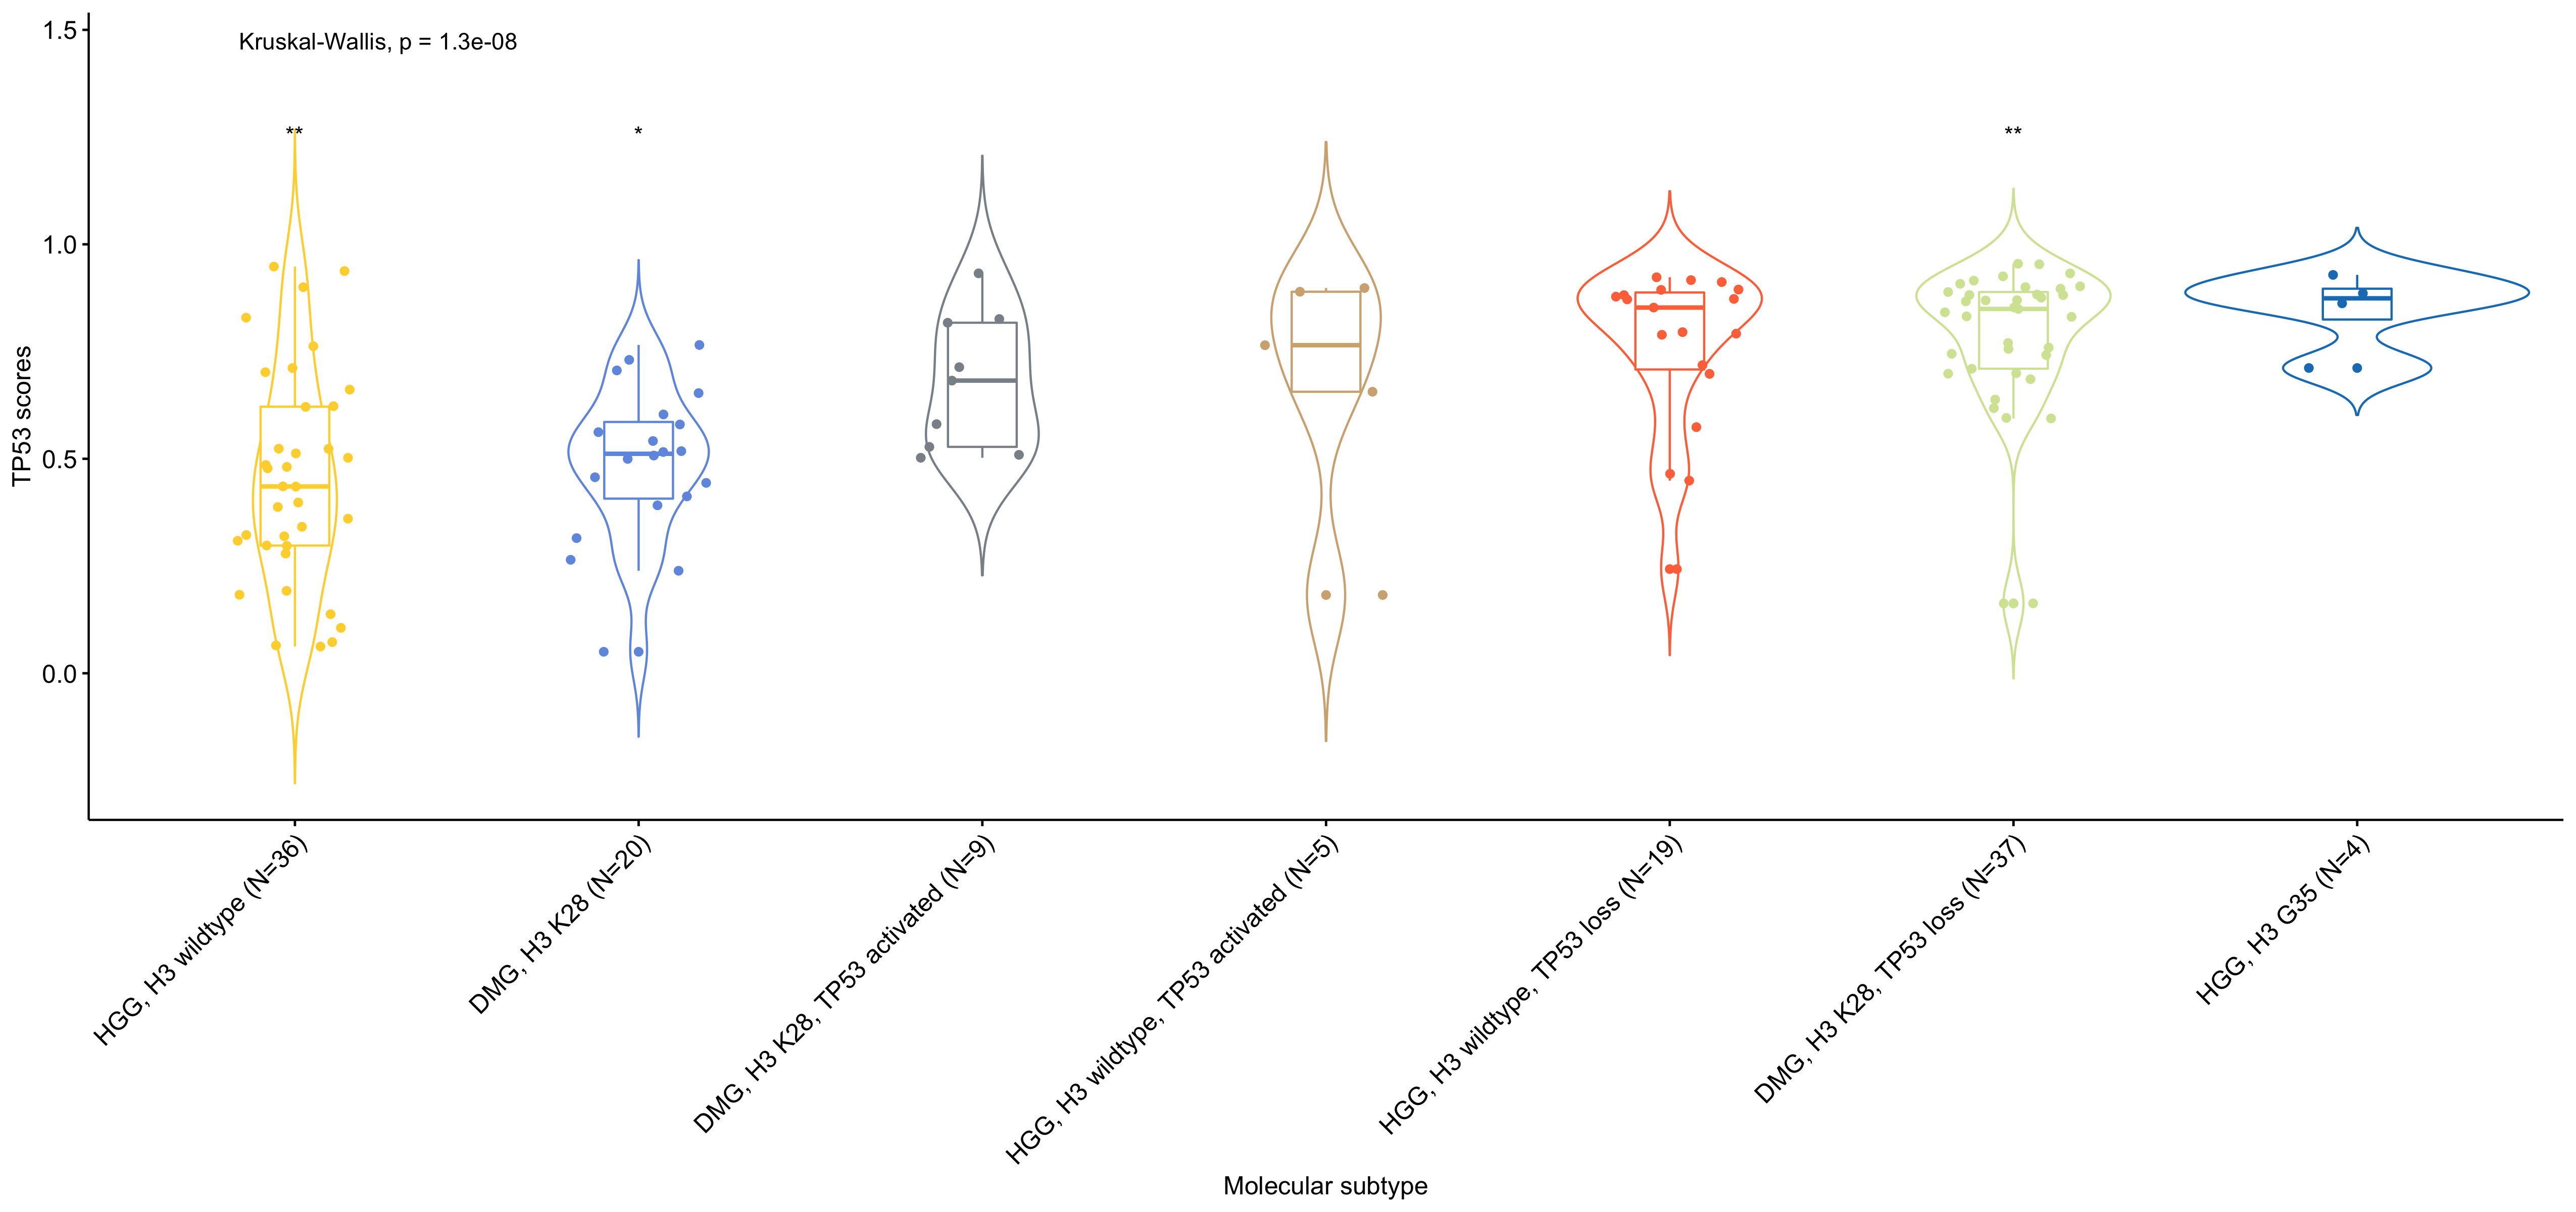 Kruskal-Wallis, p = 1.3e-08
** * **
TP53 scores
1.5
1.0
0.5
0.0
HGG, H3 wildtype (N=36)
DMG, H3 K28 (N=20)
DMG, H3 K28, TP53 activated (N=9)
HGG, H3 wildtype, TP53 activated (N=5)
HGG, H3 wildtype, TP53 loss (N=19)
DMG, H3 K28, TP53 loss (N=37)
HGG, H3 G35 (N=4)
Molecular subtype